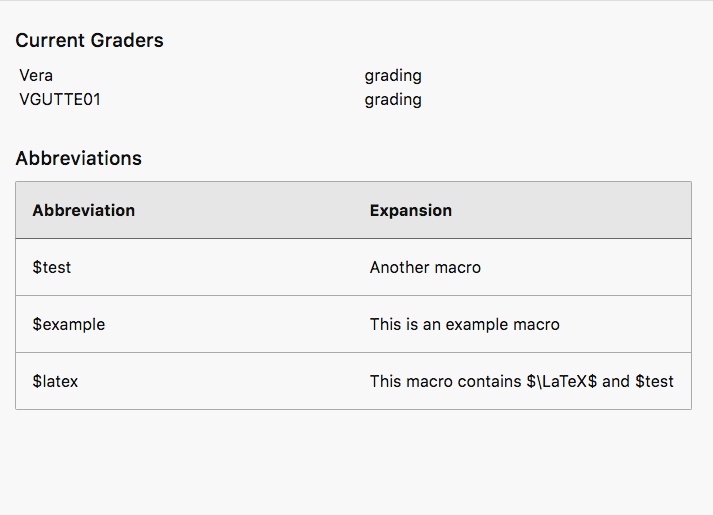 Current Graders
Vera grading
VGUTTE01 grading
Abbreviations
Abbreviation Expansion
$test Another macro
$example This is an example macro
$latex This macro contains $\LaTeX$ and $test